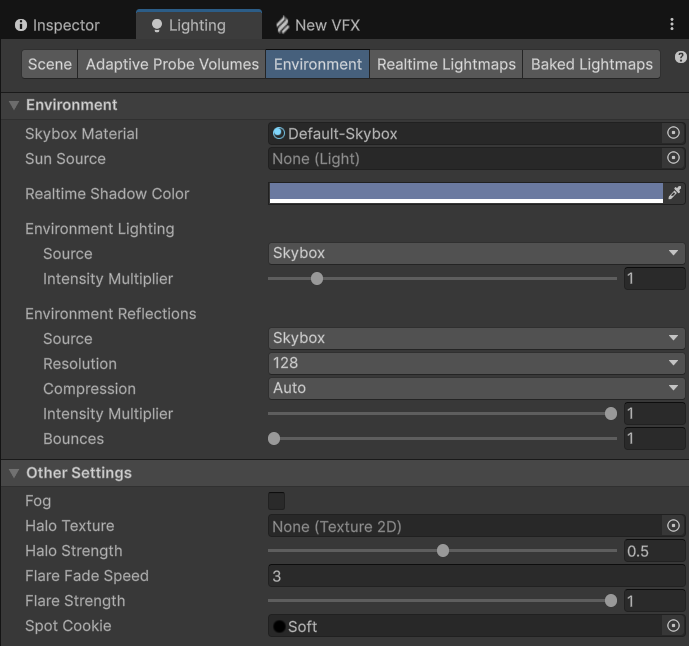 Inspector Lighting New VFX
Scene Adaptive Probe Volumes Environment Realtime Lightmaps Baked Lightmaps
Environment
Skybox Material Default-Skybox
Sun Source None (Light)
Realtime Shadow Color
Environment Lighting
Source Skybox
Intensity Multiplier 1
Environment Reflections
Source Skybox
Resolution 128
Compression Auto
Intensity Multiplier 1
Bounces 1
Other Settings
Fog
Halo Texture None (Texture 2D)
Halo Strength 0.5
Flare Fade Speed 3
Flare Strength 1
Spot Cookie Soft